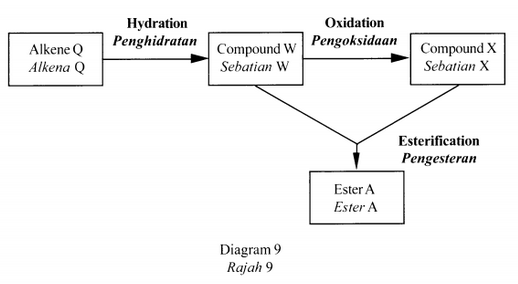 Hydration
Penghidratan
Oxidation
Pengoksidaan
Alkene Q
Alkena Q
Compound W
Sebatian W
Compound X
Sebatian X
Esterification
Pengesteran
Ester A
Ester A
Diagram 9
Rajah 9